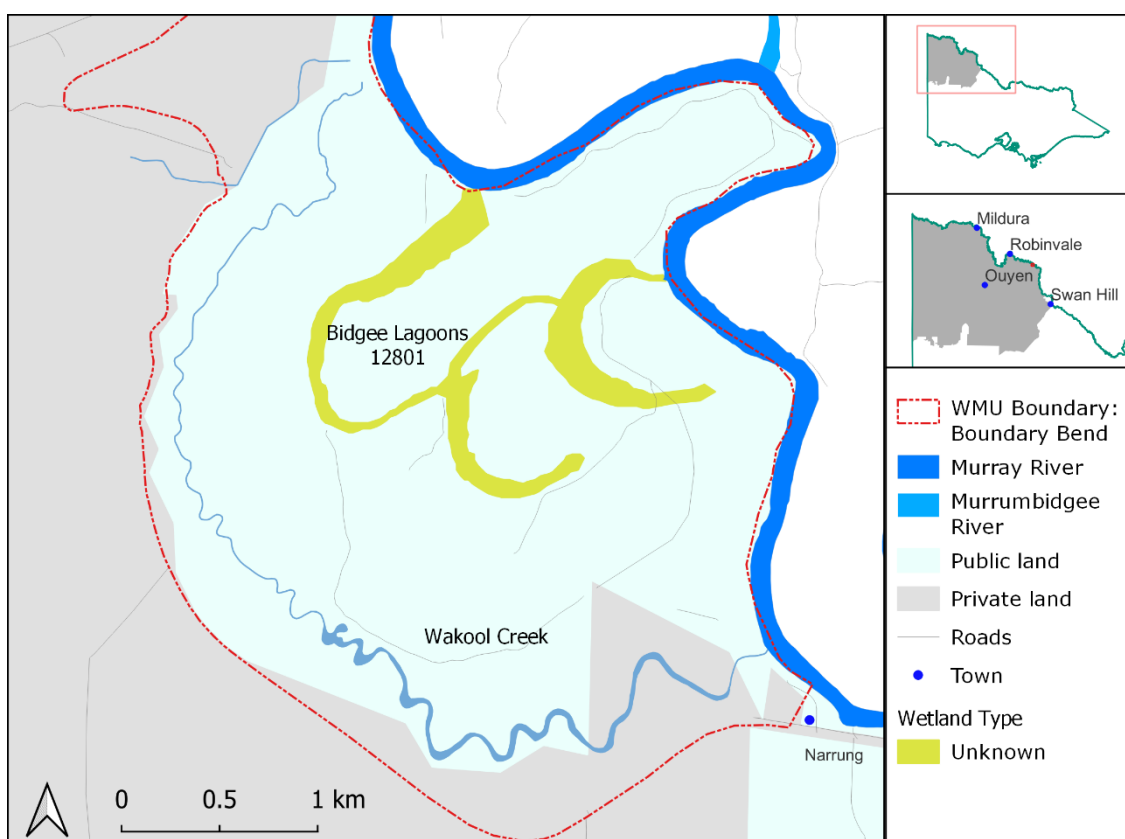 Bidgee Lagoons
12801
Wakool Creek
Narrung
0 0.5 1 km
Mildura
Robinvale
Ouyen
Swan Hill
WMU Boundary:
Boundary Bend
Murray River
Murrumbidgee
River
Public land
Private land
Roads
Town
Wetland Type
Unknown